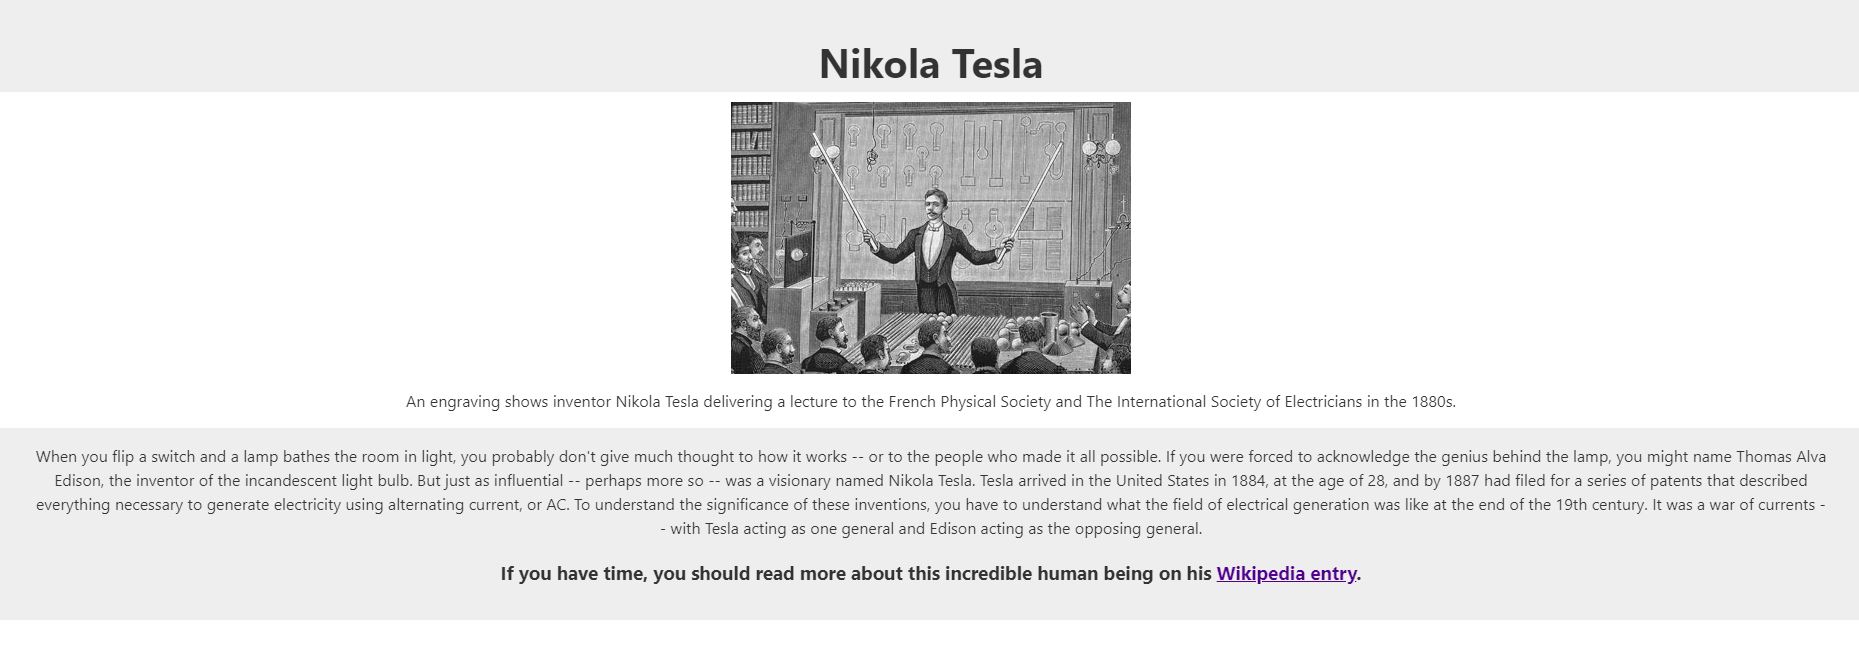 Nikola Tesla
An engraving shows inventor Nikola Tesla delivering a lecture to the French Physical Society and The International Society of Electricians in the 1880s.
When you flip a switch and a lamp bathes the room in light, you probably don't give much thought to how it works -- or to the people who made it all possible. If you were forced to acknowledge the genius behind the lamp, you might name Thomas Alva
Edison, the inventor of the incandescent light bulb. But just as influential -- perhaps more so -- was a visionary named Nikola Tesla. Tesla arrived in the United States in 1884, at the age of 28, and by 1887 had filed for a series of patents that described
everything necessary to generate electricity using alternating current, or AC. To understand the significance of these inventions, you have to understand what the field of electrical generation was like at the end of the 19th century. It was a war of currents -
- with Tesla acting as one general and Edison acting as the opposing general.
If you have time, you should read more about this incredible human being on his Wikipedia entry.